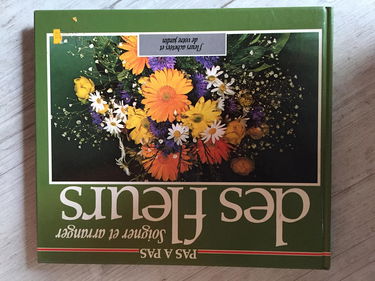 PAS A PAS
Soigner et arranger
des fleurs
fleurs achetées et
de votre jardin